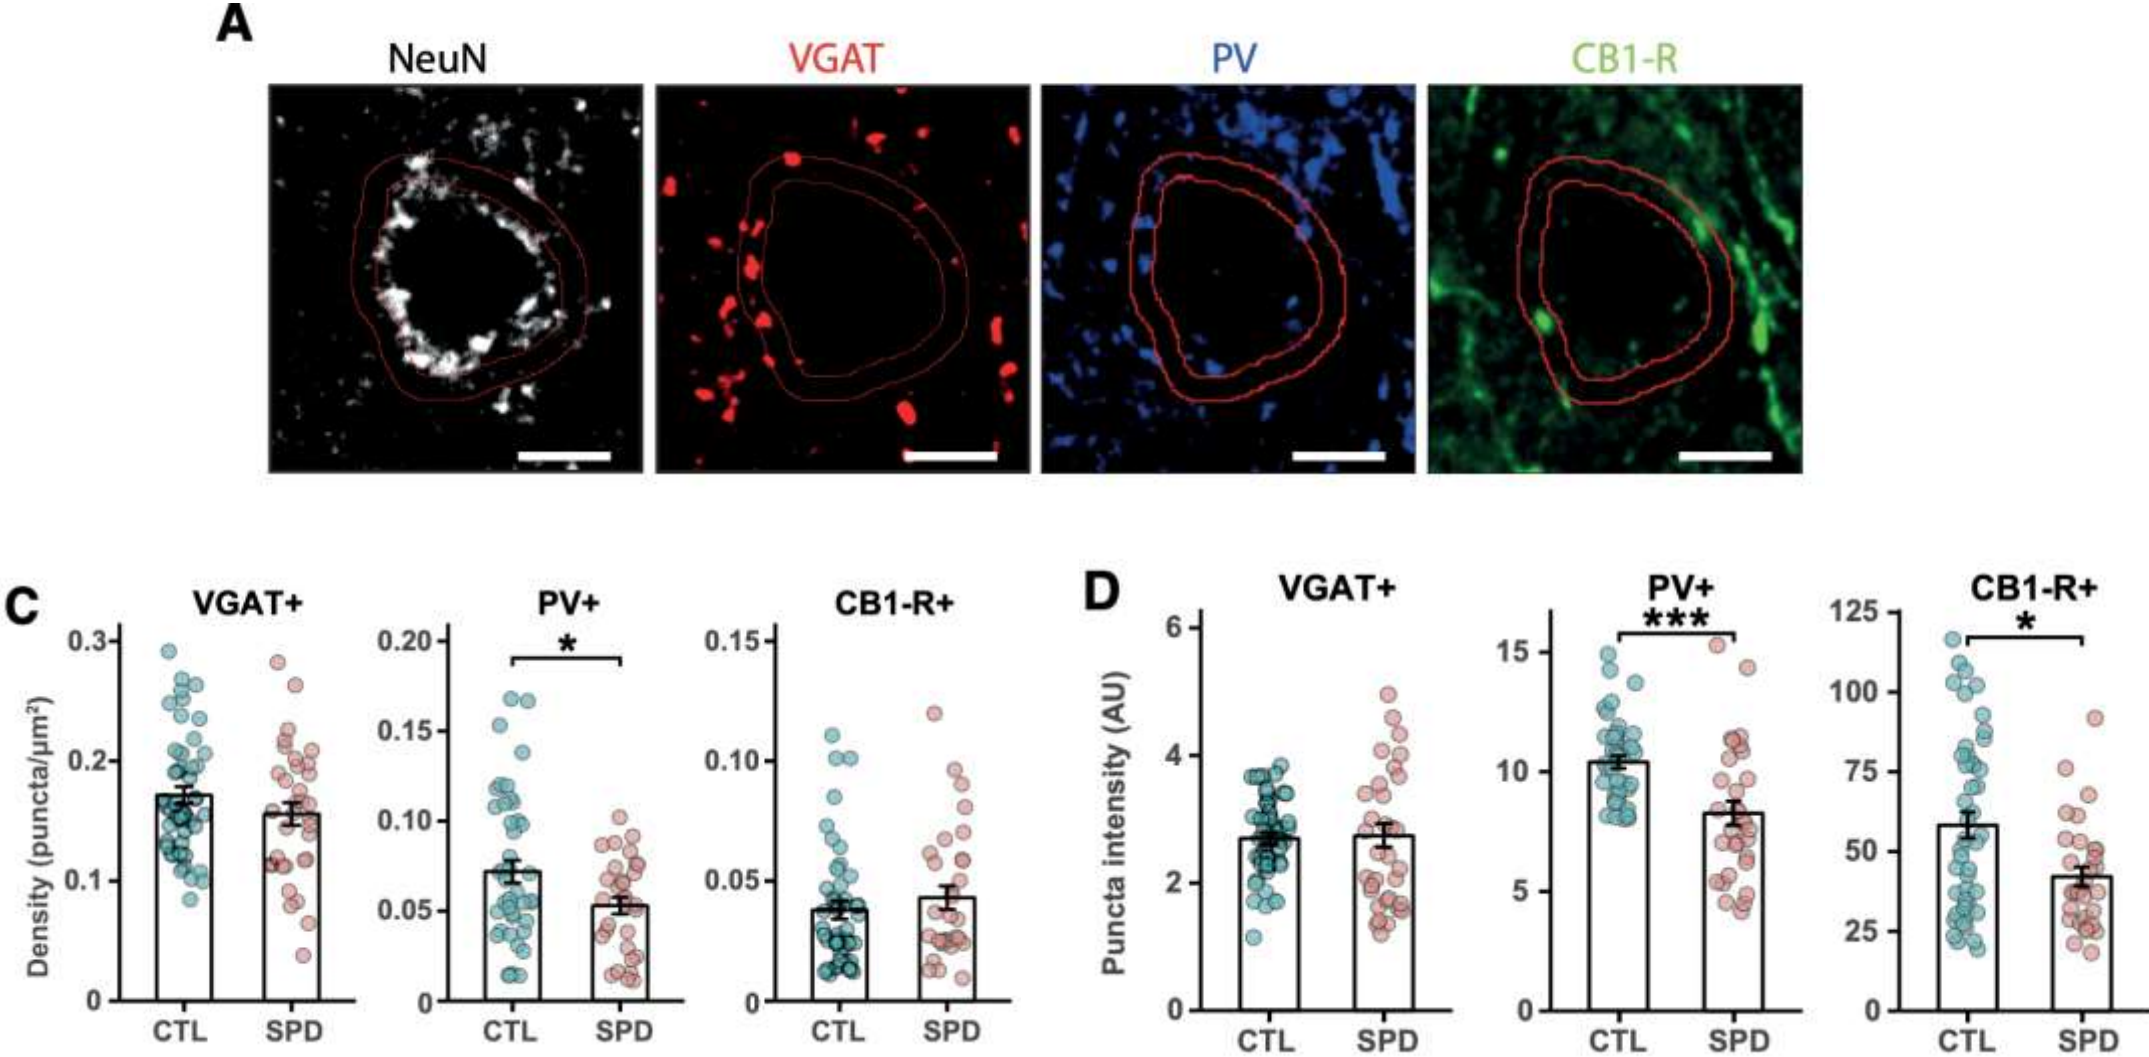 A
NeuN
VGAT
PV
CB1-R
C
Density (puncta/µm²)
VGAT+
0.3
0.2
0.1
0
CTL
SPD
PV+
*
0.20
0.15
0.10
0.05
0
CTL
SPD
CB1-R+
0.15
0.10
0.05
0
CTL
SPD
D
Puncta intensity (AU)
VGAT+
6
4
2
0
CTL
SPD
PV+
***
15
10
5
0
CTL
SPD
CB1-R+
*
125
100
75
50
25
0
CTL
SPD